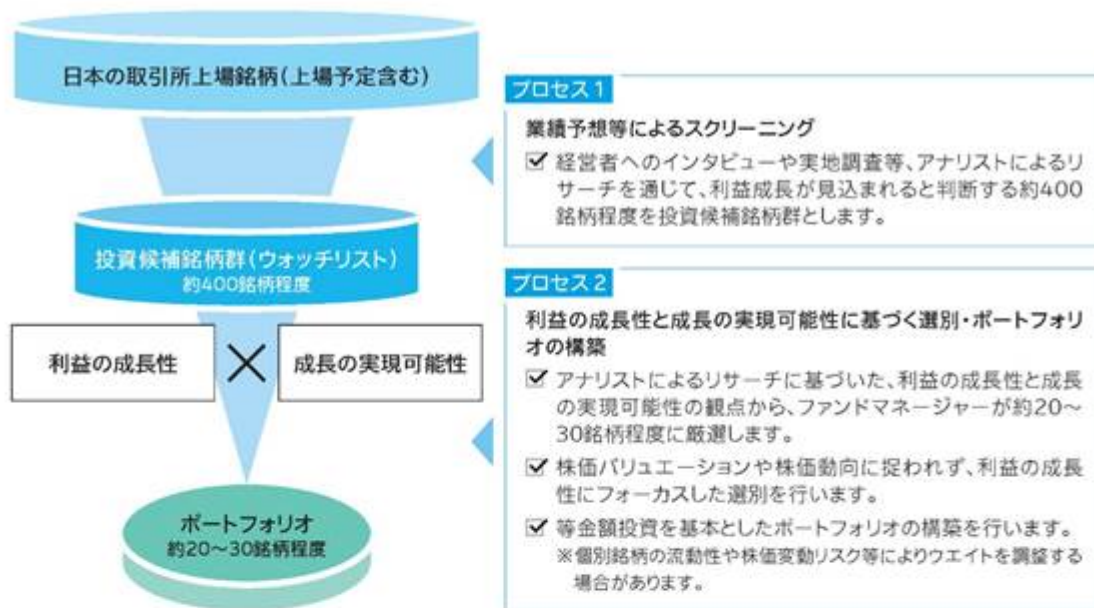 日本の取引所上場銘柄(上場予定含む)
投資候補銘柄群(ウォッチリスト)
約400銘柄程度
利益の成長性
×
成長の実現可能性
ポートフォリオ
約20～30銘柄程度
プロセス1
業績予想等によるスクリーニング
経営者へのインタビューや実地調査等、アナリストによるリ
サーチを通じて、利益成長が見込まれると判断する約400
銘柄程度を投資候補銘柄群とします。
プロセス2
利益の成長性と成長の実現可能性に基づく選別・ポートフォリ
オの構築
アナリストによるリサーチに基づいた、利益の成長性と成長
の実現可能性の観点から、ファンドマネージャーが約20～
30銘柄程度に厳選します。
株価バリュエーションや株価動向に捉われず、利益の成長
性にフォーカスした選別を行います。
等金額投資を基本としたポートフォリオの構築を行います。
※個別銘柄の流動性や株価変動リスク等によりウエイトを調整する
場合があります。